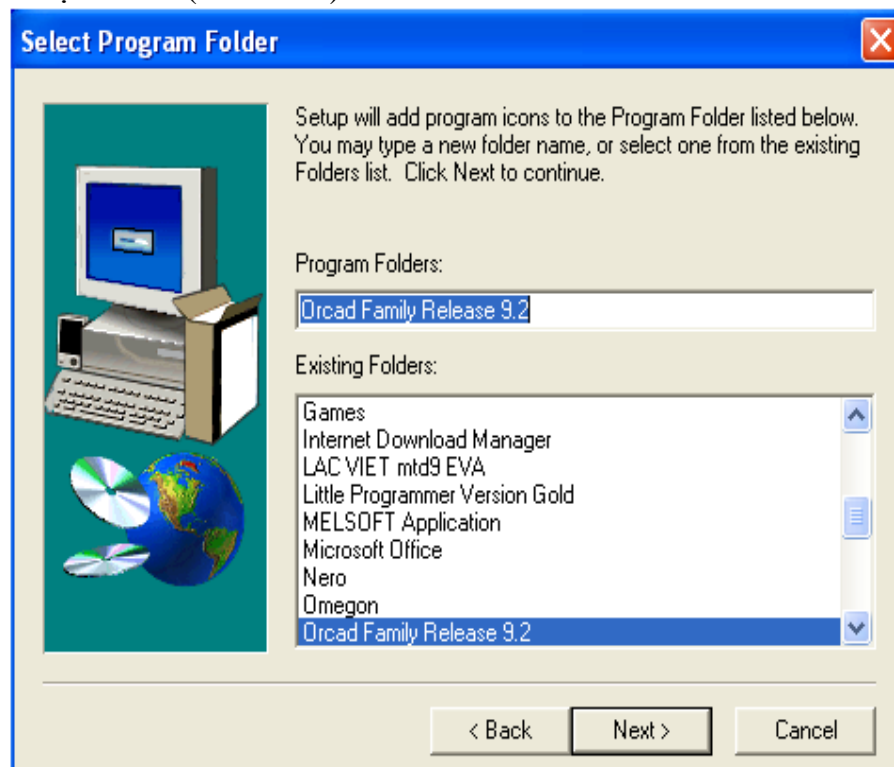 Select Program Folder
Setup will add program icons to the Program Folder listed below.
You may type a new folder name, or select one from the existing
Folders list. Click Next to continue.
Program Folders:
Orcad Family Release 9.2
Existing Folders:
Games
Internet Download Manager
LAC VIET mtd9 EVA
Little Programmer Version Gold
MELSOFT Application
Microsoft Office
Nero
Omegon
Orcad Family Release 9.2
< Back
Next >
Cancel